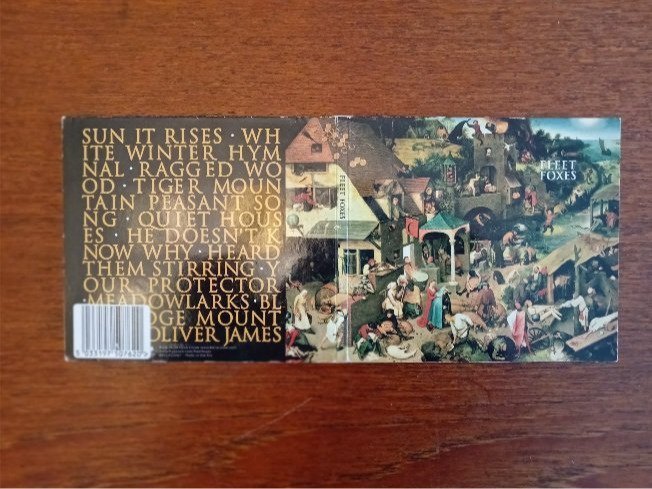 SUN IT RISES · WH
ITE WINTER HYM
NAL · RAGGED WO
OD · TIGER MOUN
TAIN PEASANT SO
NG · QUIET HOUS
ES · HE DOESN'T K
NOW WHY · HEARD
THEM STIRRING · Y
OUR PROTECTOR
· MEADOWLARKS · BL
DGE MOUNT
OLIVER JAMES
FLEET FOXES
FLEET
FOXES